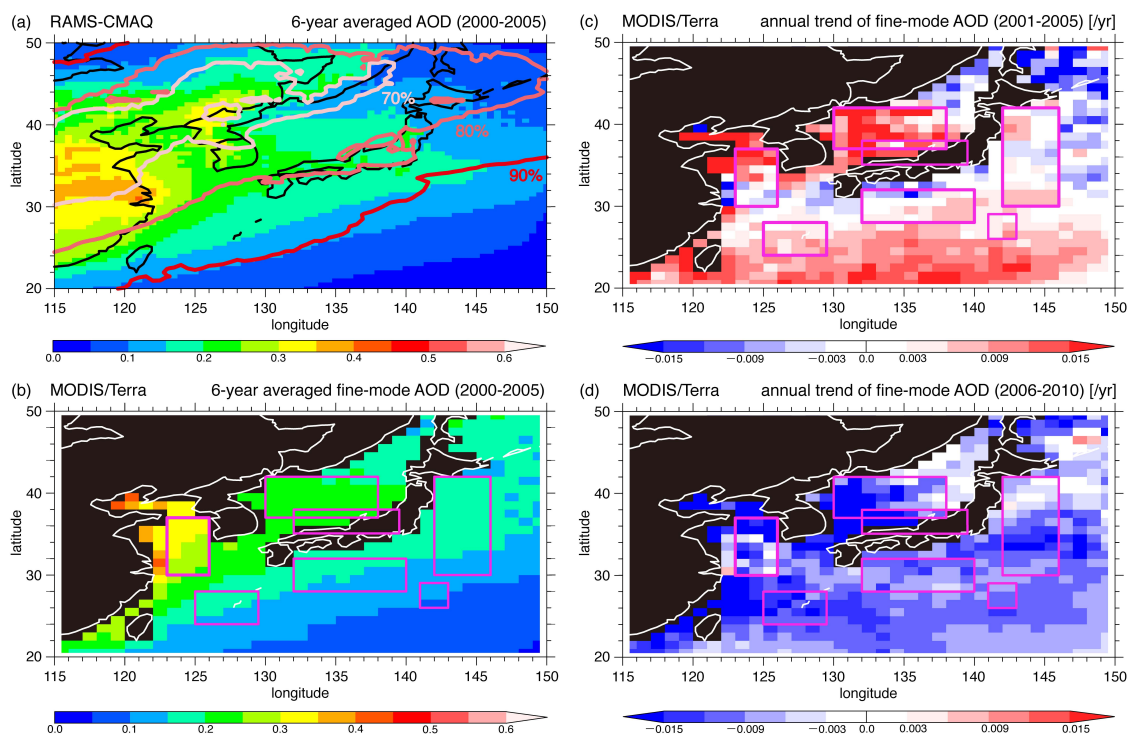 (a) RAMS-CMAQ 6-year averaged AOD (2000-2005)
50
40
30
20
latitude
70%
80%
90%
115 120 125 130 135 140 145 150
longitude
0.0 0.1 0.2 0.3 0.4 0.5 0.6
(b) MODIS/Terra 6-year averaged fine-mode AOD (2000-2005)
50
40
30
20
latitude
115 120 125 130 135 140 145 150
longitude
0.0 0.1 0.2 0.3 0.4 0.5 0.6
(c) MODIS/Terra annual trend of fine-mode AOD (2001-2005) [/yr]
50
40
30
20
latitude
115 120 125 130 135 140 145 150
longitude
−0.015 −0.009 −0.003 0.0 0.003 0.009 0.015
(d) MODIS/Terra annual trend of fine-mode AOD (2006-2010) [/yr]
50
40
30
20
latitude
115 120 125 130 135 140 145 150
longitude
−0.015 −0.009 −0.003 0.0 0.003 0.009 0.015